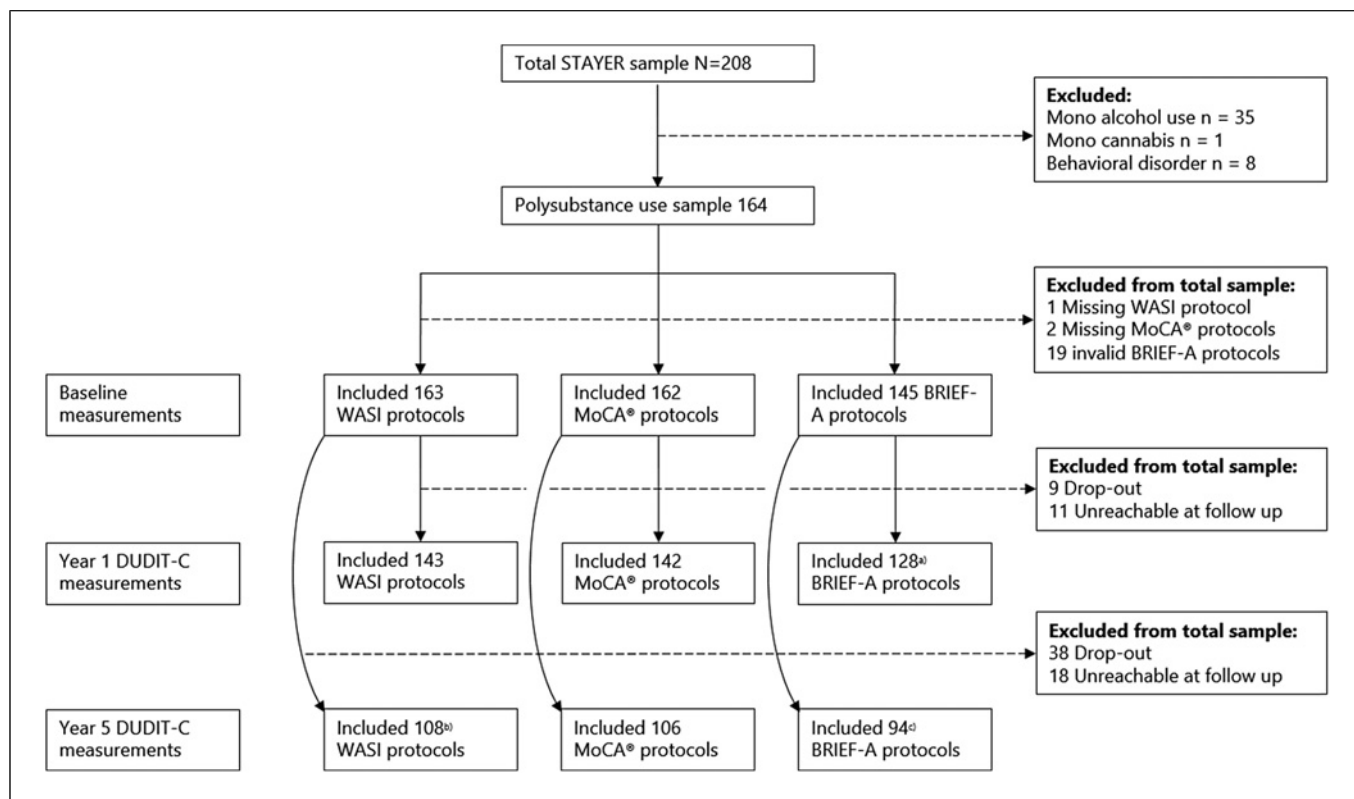 Total STAYER sample N=208
Excluded:
Mono alcohol use n = 35
Mono cannabis n = 1
Behavioral disorder n = 8
Polysubstance use sample 164
Excluded from total sample:
1 Missing WASI protocol
2 Missing MoCA® protocols
19 invalid BRIEF-A protocols
Baseline
measurements
Included 163
WASI protocols
Included 162
MoCA® protocols
Included 145 BRIEF-
A protocols
Excluded from total sample:
9 Drop-out
11 Unreachable at follow up
Year 1 DUDIT-C
measurements
Included 143
WASI protocols
Included 142
MoCA® protocols
Included 128a)
BRIEF-A protocols
Excluded from total sample:
38 Drop-out
18 Unreachable at follow up
Year 5 DUDIT-C
measurements
Included 108b)
WASI protocols
Included 106
MoCA® protocols
Included 94c)
BRIEF-A protocols